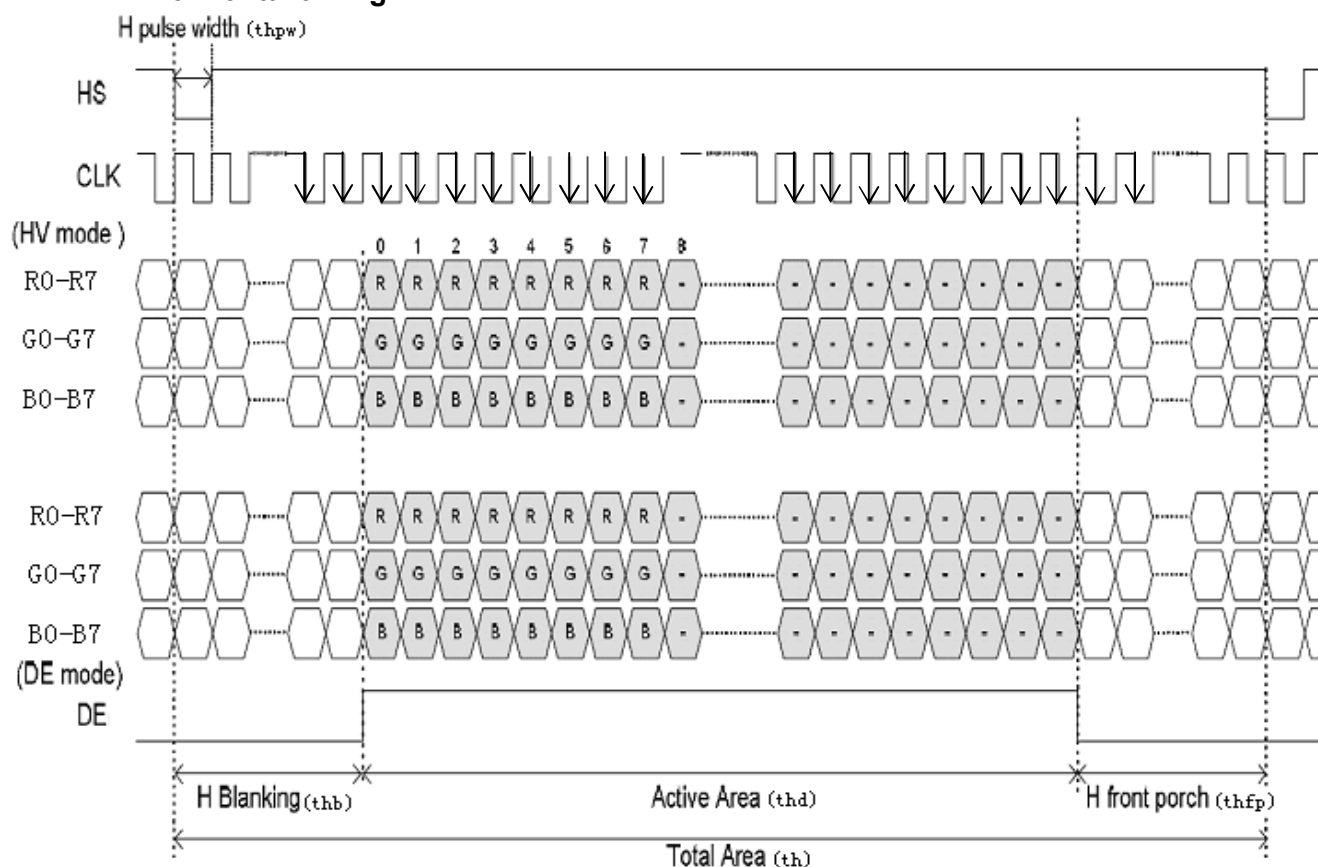 H pulse width (thpw)
HS
CLK
(HV mode )
0 1 2 3 4 5 6 7 8
R0-R7 R R R R R R R R - - - - - - - - -
G0-G7 G G G G G G G G - - - - - - - - -
B0-B7 B B B B B B B B - - - - - - - - -
R0-R7 R R R R R R R R - - - - - - - - -
G0-G7 G G G G G G G G - - - - - - - - -
B0-B7 B B B B B B B B - - - - - - - - -
(DE mode)
DE
H Blanking(thb) Active Area (thd) H front porch (thfp)
Total Area (th)